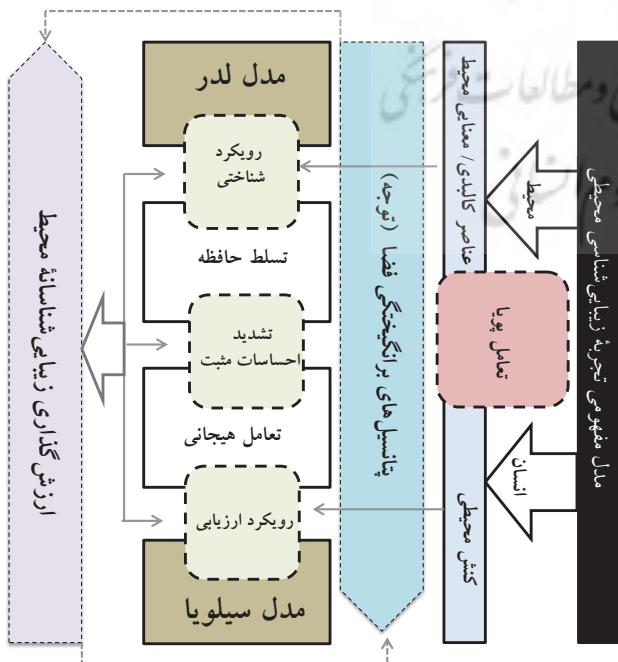 مدل مفهومی تجربهٔ زیبایی‌شناسی محیطی
محیط
انسان
تعامل پویا
عناصر کالبدی/ معنایی محیط
کنش محیطی
پتانسیل‌های برانگیختگی فضا (توجه)
مدل لدر
رویکرد
شناختی
تسلط حافظه
تشدید
احساسات مثبت
تعامل هیجانی
رویکرد ارزیابی
مدل سیلویا
ارزش گذاری زیبایی‌شناسانهٔ محیط
ومطالعات فرهنگی